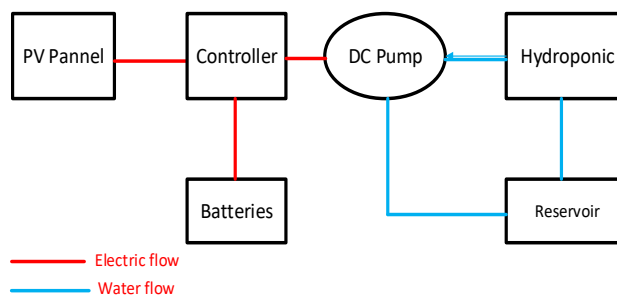 PV Pannel
Controller
DC Pump
Hydroponic
Batteries
Reservoir
Electric flow
Water flow